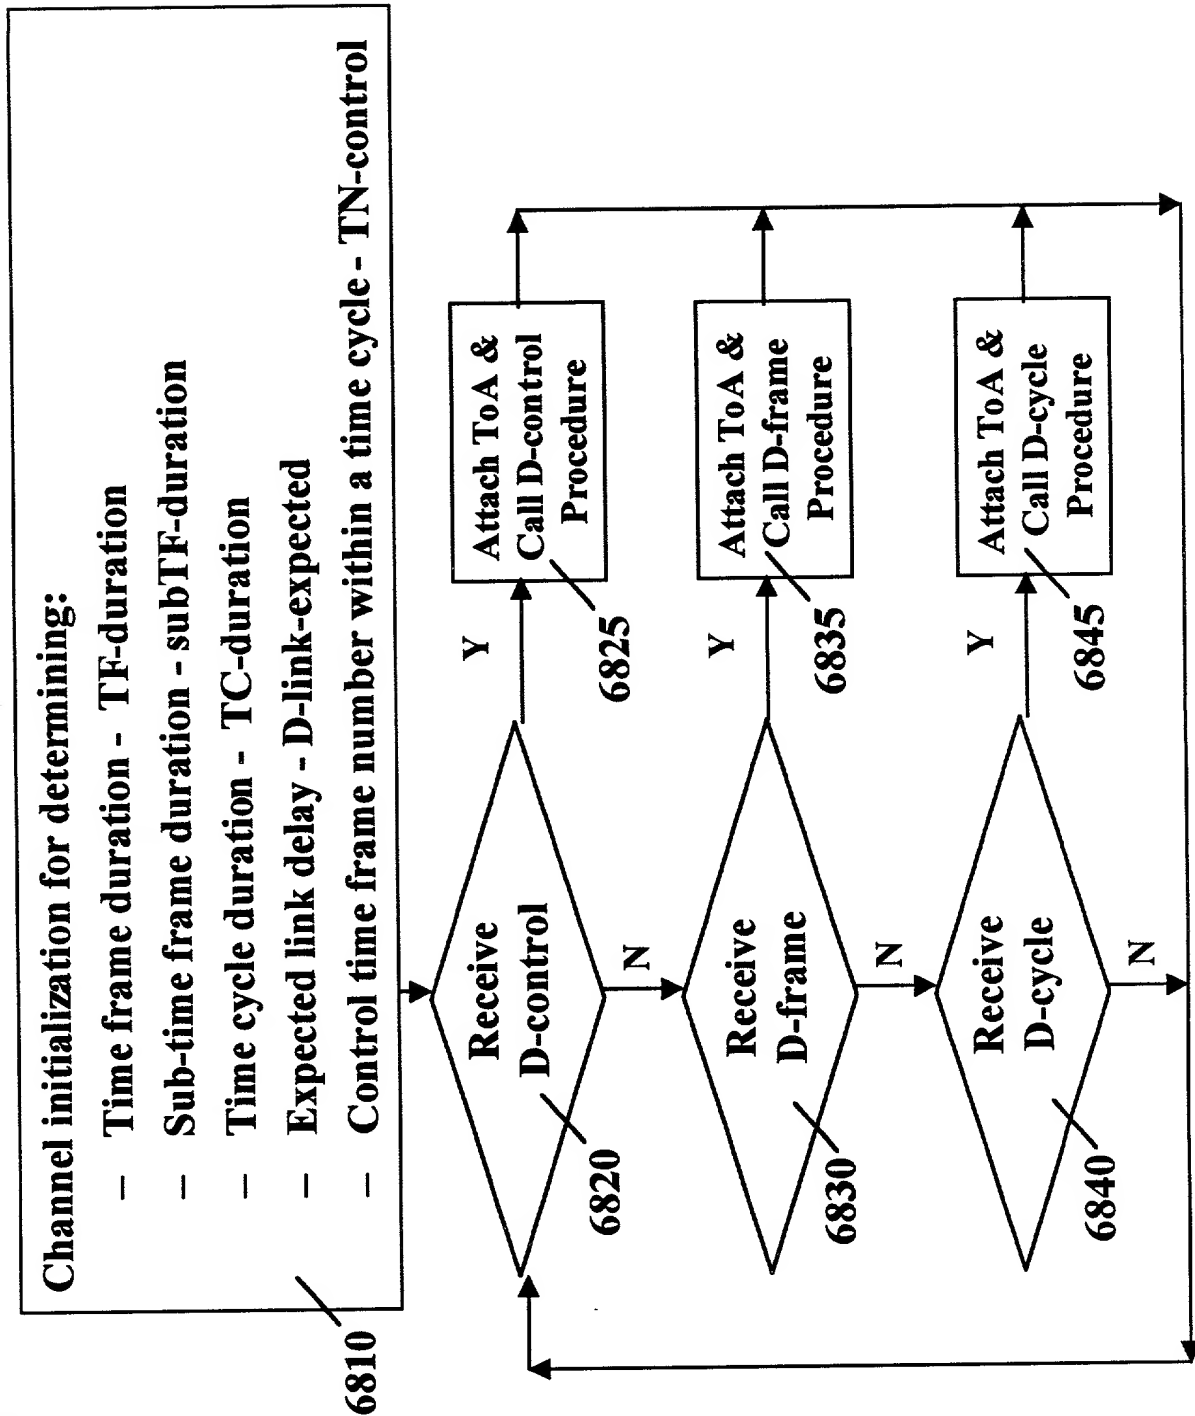 Channel initialization for determining:
– Time frame duration - TF-duration
– Sub-time frame duration - subTF-duration
– Time cycle duration - TC-duration
– Expected link delay - D-link-expected
– Control time frame number within a time cycle - TN-control
6810
Receive
D-control
6820
Y
N
Attach ToA &
Call D-control
Procedure
6825
Receive
D-frame
6830
Y
N
Attach ToA &
Call D-frame
Procedure
6835
Receive
D-cycle
6840
Y
N
Attach ToA &
Call D-cycle
Procedure
6845